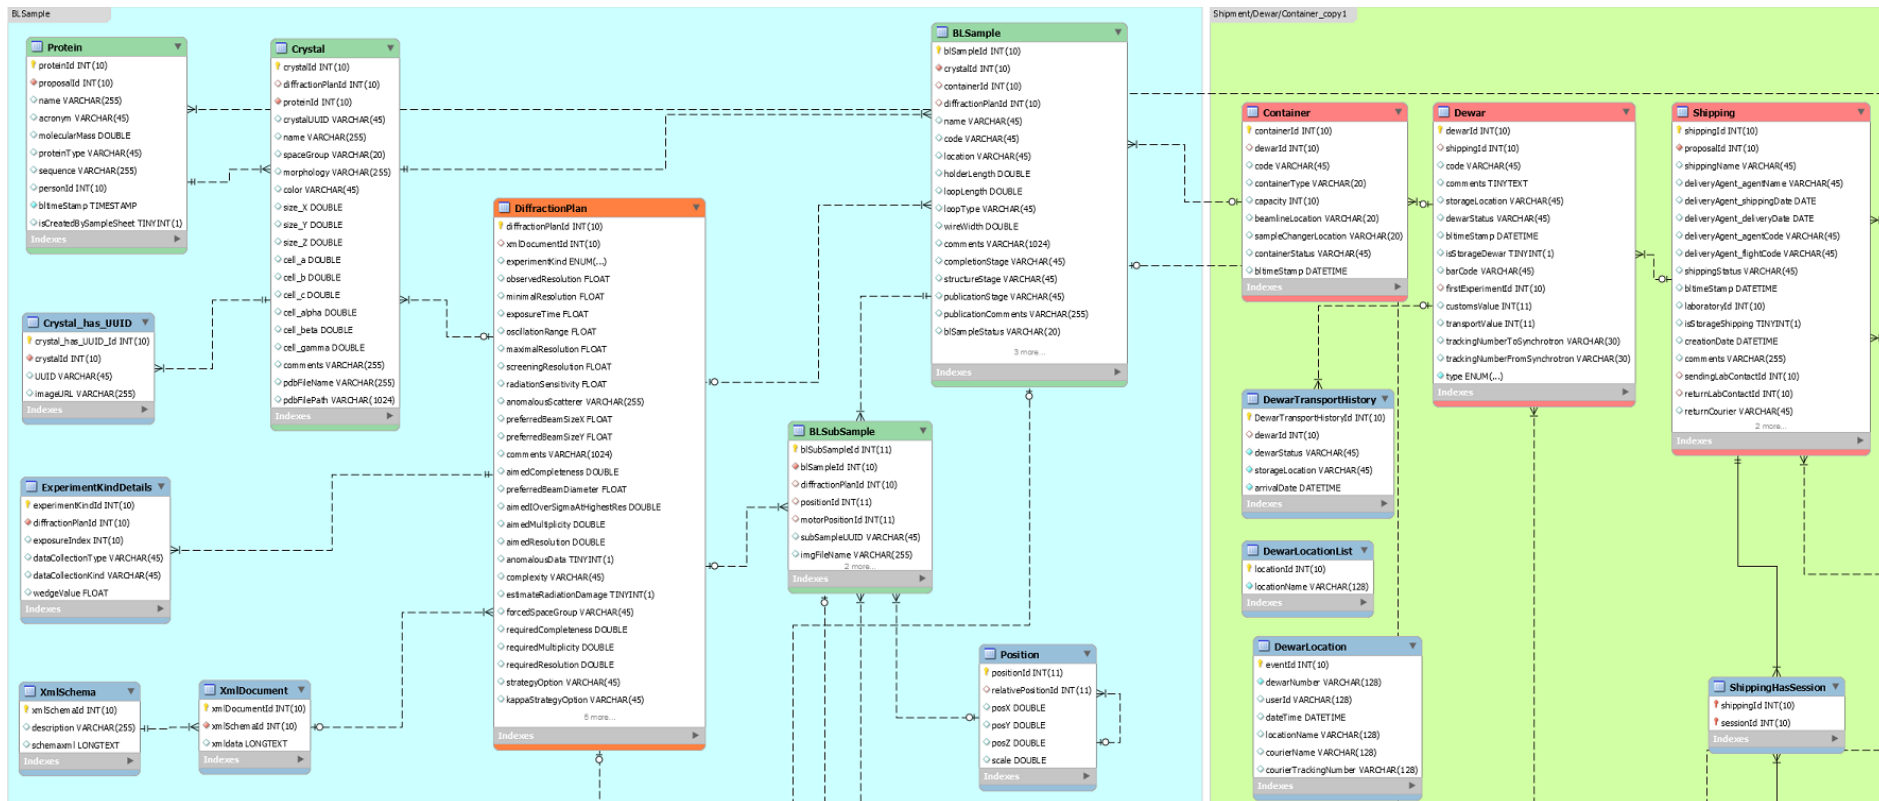 BLSample
Protein
proteinId INT(10)
proposalId INT(10)
name VARCHAR(255)
acronym VARCHAR(45)
molecularMass DOUBLE
proteinType VARCHAR(45)
sequence VARCHAR(255)
personId INT(10)
bltimeStamp TIMESTAMP
isCreatedBySampleSheet TINYINT(1)
Indexes
Crystal
crystalId INT(10)
diffractionPlanId INT(10)
proteinId INT(10)
crystalUUID VARCHAR(45)
name VARCHAR(255)
spaceGroup VARCHAR(20)
morphology VARCHAR(255)
color VARCHAR(45)
size_X DOUBLE
size_Y DOUBLE
size_Z DOUBLE
cell_a DOUBLE
cell_b DOUBLE
cell_c DOUBLE
cell_alpha DOUBLE
cell_beta DOUBLE
cell_gamma DOUBLE
comments VARCHAR(255)
pdbFileName VARCHAR(255)
pdbFilePath VARCHAR(1024)
Indexes
Crystal_has_UUID
crystal_has_UUID_Id INT(10)
crystalId INT(10)
UUID VARCHAR(45)
imageURL VARCHAR(255)
Indexes
ExperimentKindDetails
experimentKindId INT(10)
diffractionPlanId INT(10)
exposureIndex INT(10)
dataCollectionType VARCHAR(45)
dataCollectionKind VARCHAR(45)
wedgeValue FLOAT
Indexes
XmlSchema
xmlSchemaId INT(10)
description VARCHAR(255)
schemaxml LONGTEXT
Indexes
XmlDocument
xmlDocumentId INT(10)
xmlSchemaId INT(10)
xmldata LONGTEXT
Indexes
DiffractionPlan
diffractionPlanId INT(10)
xmlDocumentId INT(10)
experimentKind ENUM(...)
observedResolution FLOAT
minimalResolution FLOAT
exposureTime FLOAT
oscillationRange FLOAT
maximalResolution FLOAT
screeningResolution FLOAT
radiationSensitivity FLOAT
anomalousScatterer VARCHAR(255)
preferredBeamSizeX FLOAT
preferredBeamSizeY FLOAT
comments VARCHAR(1024)
aimedCompleteness DOUBLE
preferredBeamDiameter FLOAT
aimedIOverSigmaAtHighestRes DOUBLE
aimedMultiplicity DOUBLE
aimedResolution DOUBLE
anomalousData TINYINT(1)
complexity VARCHAR(45)
estimateRadiationDamage TINYINT(1)
forcedSpaceGroup VARCHAR(45)
requiredCompleteness DOUBLE
requiredMultiplicity DOUBLE
requiredResolution DOUBLE
strategyOption VARCHAR(45)
kappaStrategyOption VARCHAR(45)
6 more...
Indexes
BLSample
blSampleId INT(10)
crystalId INT(10)
containerId INT(10)
diffractionPlanId INT(10)
name VARCHAR(45)
code VARCHAR(45)
location VARCHAR(45)
holderLength DOUBLE
loopLength DOUBLE
loopType VARCHAR(45)
wireWidth DOUBLE
comments VARCHAR(1024)
completionStage VARCHAR(45)
structureStage VARCHAR(45)
publicationStage VARCHAR(45)
publicationComments VARCHAR(255)
blSampleStatus VARCHAR(20)
3 more...
Indexes
BLSubSample
blSubSampleId INT(11)
blSampleId INT(10)
diffractionPlanId INT(10)
positionId INT(11)
motorPositionId INT(11)
subSampleUUID VARCHAR(45)
imgFileName VARCHAR(255)
2 more...
Indexes
Position
positionId INT(11)
relativePositionId INT(11)
posX DOUBLE
posY DOUBLE
posZ DOUBLE
scale DOUBLE
Indexes
Shipment/Dewar/Container_copy1
Container
containerId INT(10)
dewarId INT(10)
code VARCHAR(45)
containerType VARCHAR(20)
capacity INT(10)
beamlineLocation VARCHAR(20)
sampleChangerLocation VARCHAR(20)
containerStatus VARCHAR(45)
bltimeStamp DATETIME
Indexes
DewarTransportHistory
DewarTransportHistoryId INT(10)
dewarId INT(10)
dewarStatus VARCHAR(45)
storageLocation VARCHAR(45)
arrivalDate DATETIME
Indexes
DewarLocationList
locationId INT(10)
locationName VARCHAR(128)
Indexes
DewarLocation
eventId INT(10)
dewarNumber VARCHAR(128)
userId VARCHAR(128)
dateTime DATETIME
locationName VARCHAR(128)
courierName VARCHAR(128)
courierTrackingNumber VARCHAR(128)
Indexes
Dewar
dewarId INT(10)
shippingId INT(10)
code VARCHAR(45)
comments TINYTEXT
storageLocation VARCHAR(45)
dewarStatus VARCHAR(45)
bltimeStamp DATETIME
isStorageDewar TINYINT(1)
barCode VARCHAR(45)
firstExperimentId INT(10)
customsValue INT(11)
transportValue INT(11)
trackingNumberToSynchrotron VARCHAR(30)
trackingNumberFromSynchrotron VARCHAR(30)
type ENUM(...)
Indexes
Shipping
shippingId INT(10)
proposalId INT(10)
shippingName VARCHAR(45)
deliveryAgent_agentName VARCHAR(45)
deliveryAgent_shippingDate DATE
deliveryAgent_deliveryDate DATE
deliveryAgent_agentCode VARCHAR(45)
deliveryAgent_flightCode VARCHAR(45)
shippingStatus VARCHAR(45)
bltimeStamp DATETIME
laboratoryId INT(10)
isStorageShipping TINYINT(1)
creationDate DATETIME
comments VARCHAR(255)
sendingLabContactId INT(10)
returnLabContactId INT(10)
returnCourier VARCHAR(45)
2 more...
Indexes
ShippingHasSession
shippingId INT(10)
sessionId INT(10)
Indexes